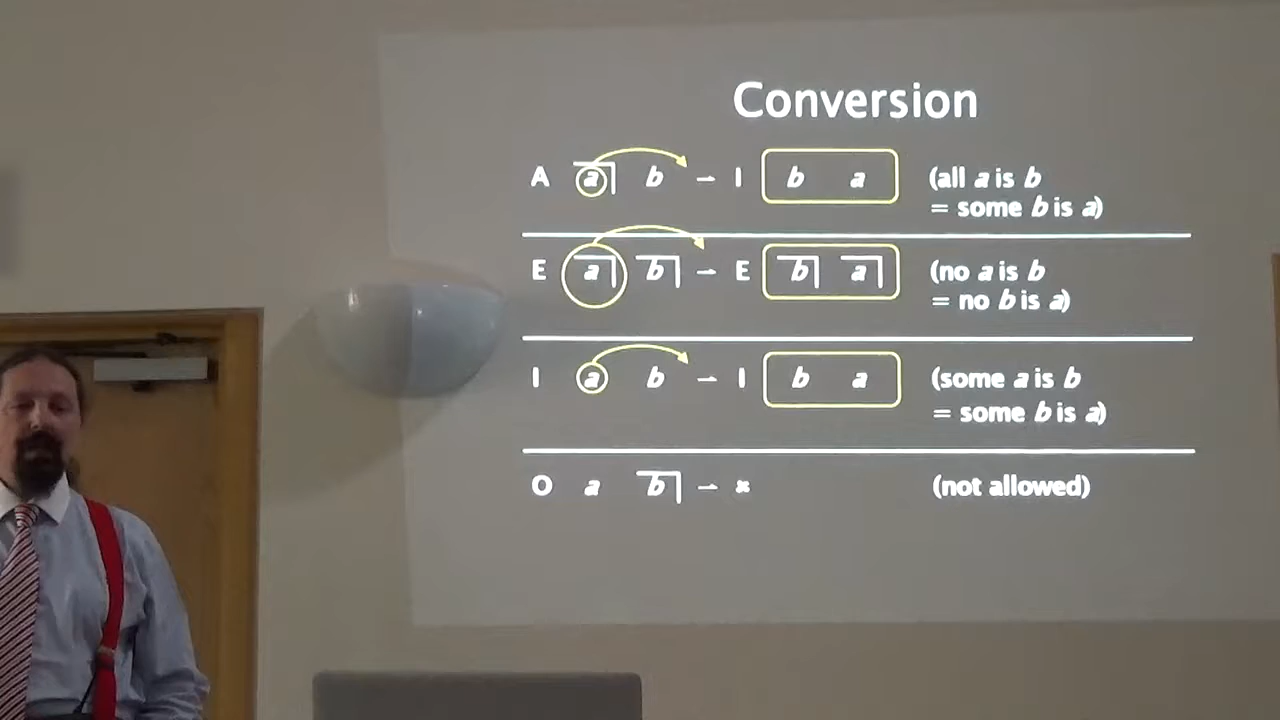 Conversion
A a b → I b a (all a is b
= some b is a)
E a b → E b a (no a is b
= no b is a)
I a b → I b a (some a is b
= some b is a)
O a b → × (not allowed)